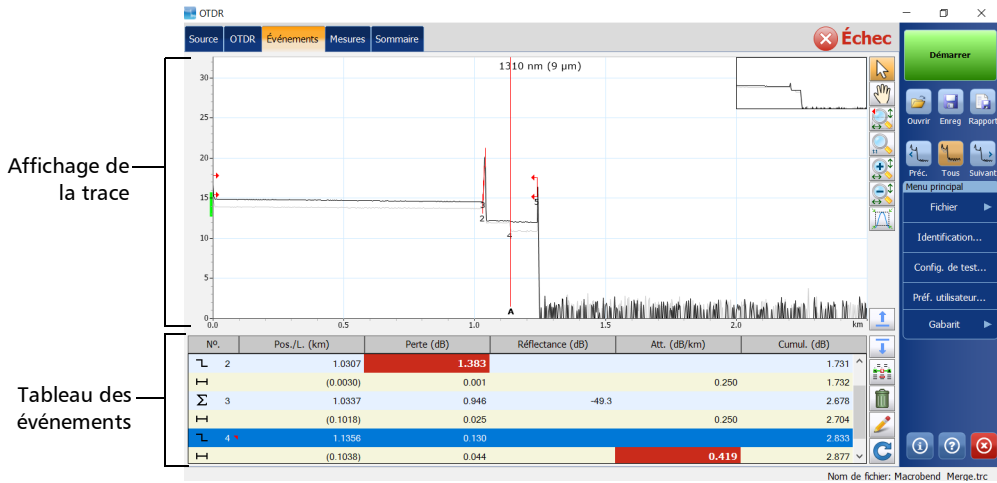 OTDR
Source OTDR Événements Mesures Sommaire
Échec
1310 nm (9 µm)
30
25
20
15
10
5
0
3
2
4
5
A
0.0 0.5 1.0 1.5 2.0 km
Affichage de
la trace
Nº. Pos./L. (km) Perte (dB) Réflectance (dB) Att. (dB/km) Cumul. (dB)
2 1.0307 1.383 1.731
(0.0030) 0.001 0.250 1.732
Σ 3 1.0337 0.946 -49.3 2.678
(0.1018) 0.025 0.250 2.704
4 1.1356 0.130 2.833
(0.1038) 0.044 0.419 2.877
Tableau des
événements
Démarrer
Ouvrir Enreg Rapport
Préc. Tous Suivant
Menu principal
Fichier
Identification...
Config. de test...
Préf. utilisateur...
Gabarit
Nom de fichier: Macrobend_Merge.trc